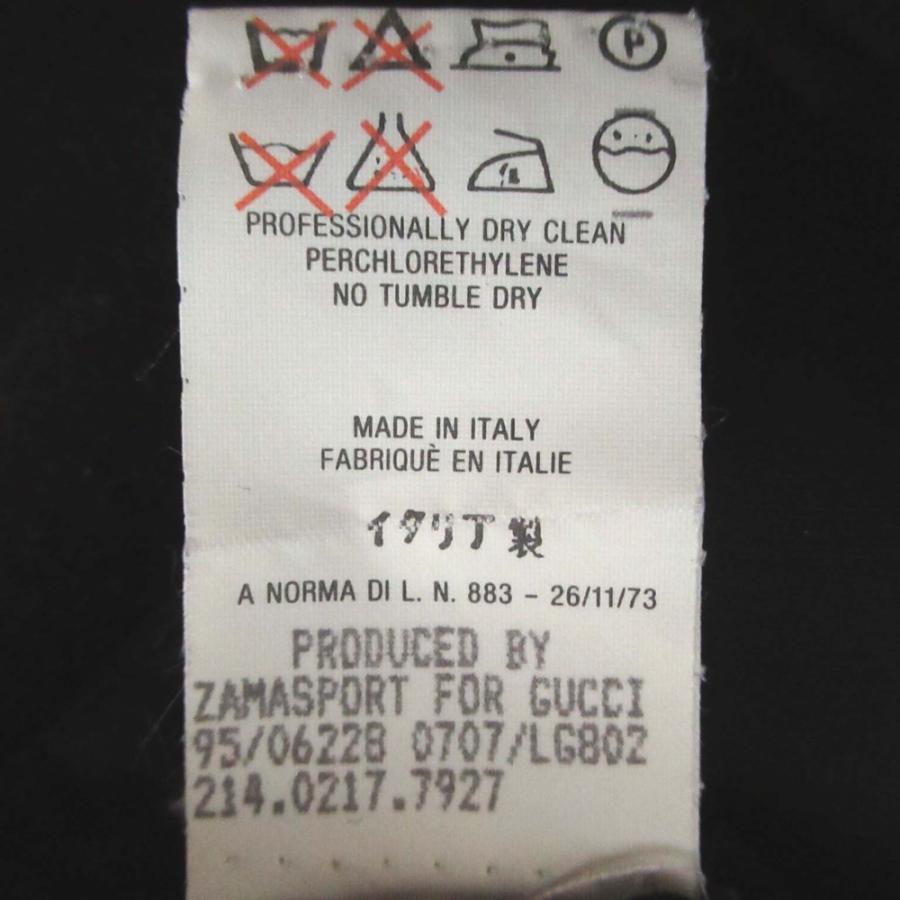 P
PROFESSIONALLY DRY CLEAN
PERCHLORETHYLENE
NO TUMBLE DRY
MADE IN ITALY
FABRIQUÈ EN ITALIE
イタリア製
A NORMA DI L. N. 883 - 26/11/73
PRODUCED BY
ZAMASPORT FOR GUCCI
95/06228 0707/LG802
214.0217.7927